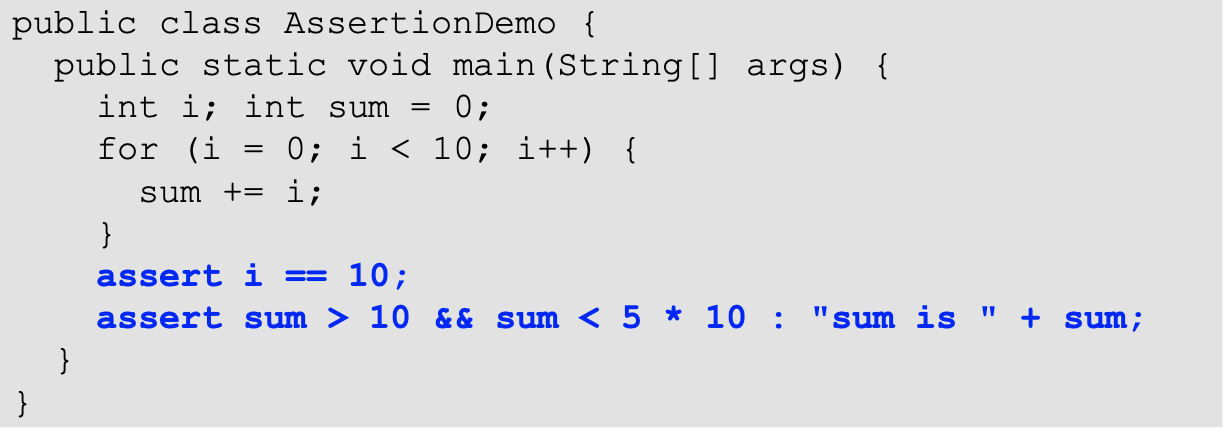 public class AssertionDemo {
  public static void main(String[] args) {
    int i; int sum = 0;
    for (i = 0; i < 10; i++) {
      sum += i;
    }
    assert i == 10;
    assert sum > 10 && sum < 5 * 10 : "sum is " + sum;
  }
}